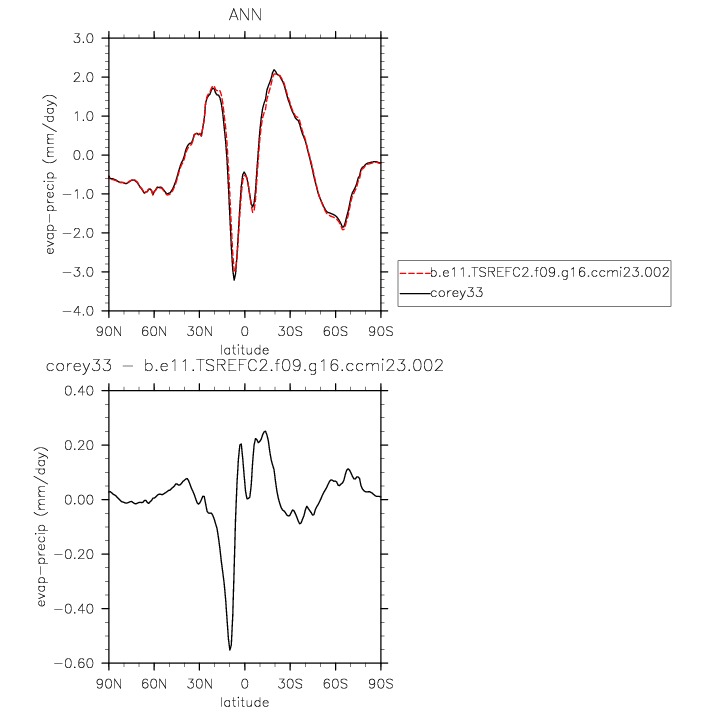 ANN
3.0
2.0
1.0
0.0
−1.0
−2.0
−3.0
−4.0
evap−precip (mm/day)
90N 60N 30N 0 30S 60S 90S
latitude
b.e11.TSREFC2.f09.g16.ccmi23.002
corey33
corey33 − b.e11.TSREFC2.f09.g16.ccmi23.002
0.40
0.20
0.00
−0.20
−0.40
−0.60
evap−precip (mm/day)
90N 60N 30N 0 30S 60S 90S
latitude